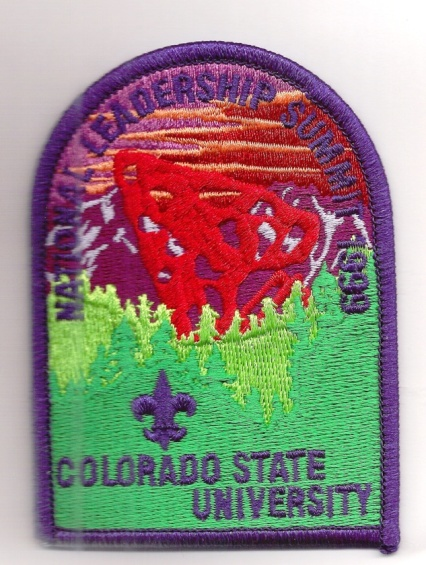 NATIONAL LEADERSHIP SUMMIT 1999
COLORADO STATE
UNIVERSITY